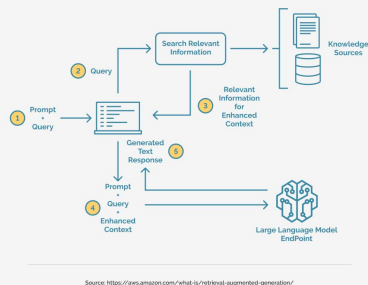 Search Relevant
Information
Knowledge
Sources
2 Query
1 Prompt
+
Query
3 Relevant
Information
for
Enhanced
Context
Generated
Text
Response
5
4 Prompt
+
Query
+
Enhanced
Context
Large Language Model
EndPoint
Source: https://aws.amazon.com/what-is/retrieval-augmented-generation/